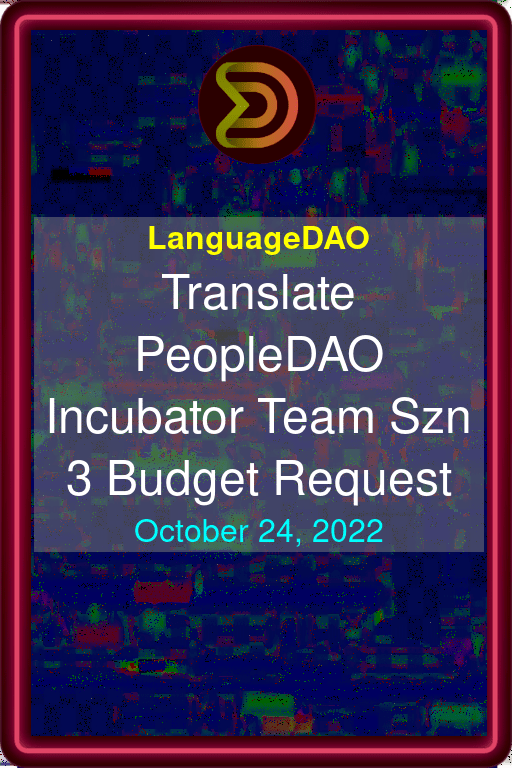 LanguageDAO
Translate
PeopleDAO
Incubator Team Szn
3 Budget Request
October 24, 2022